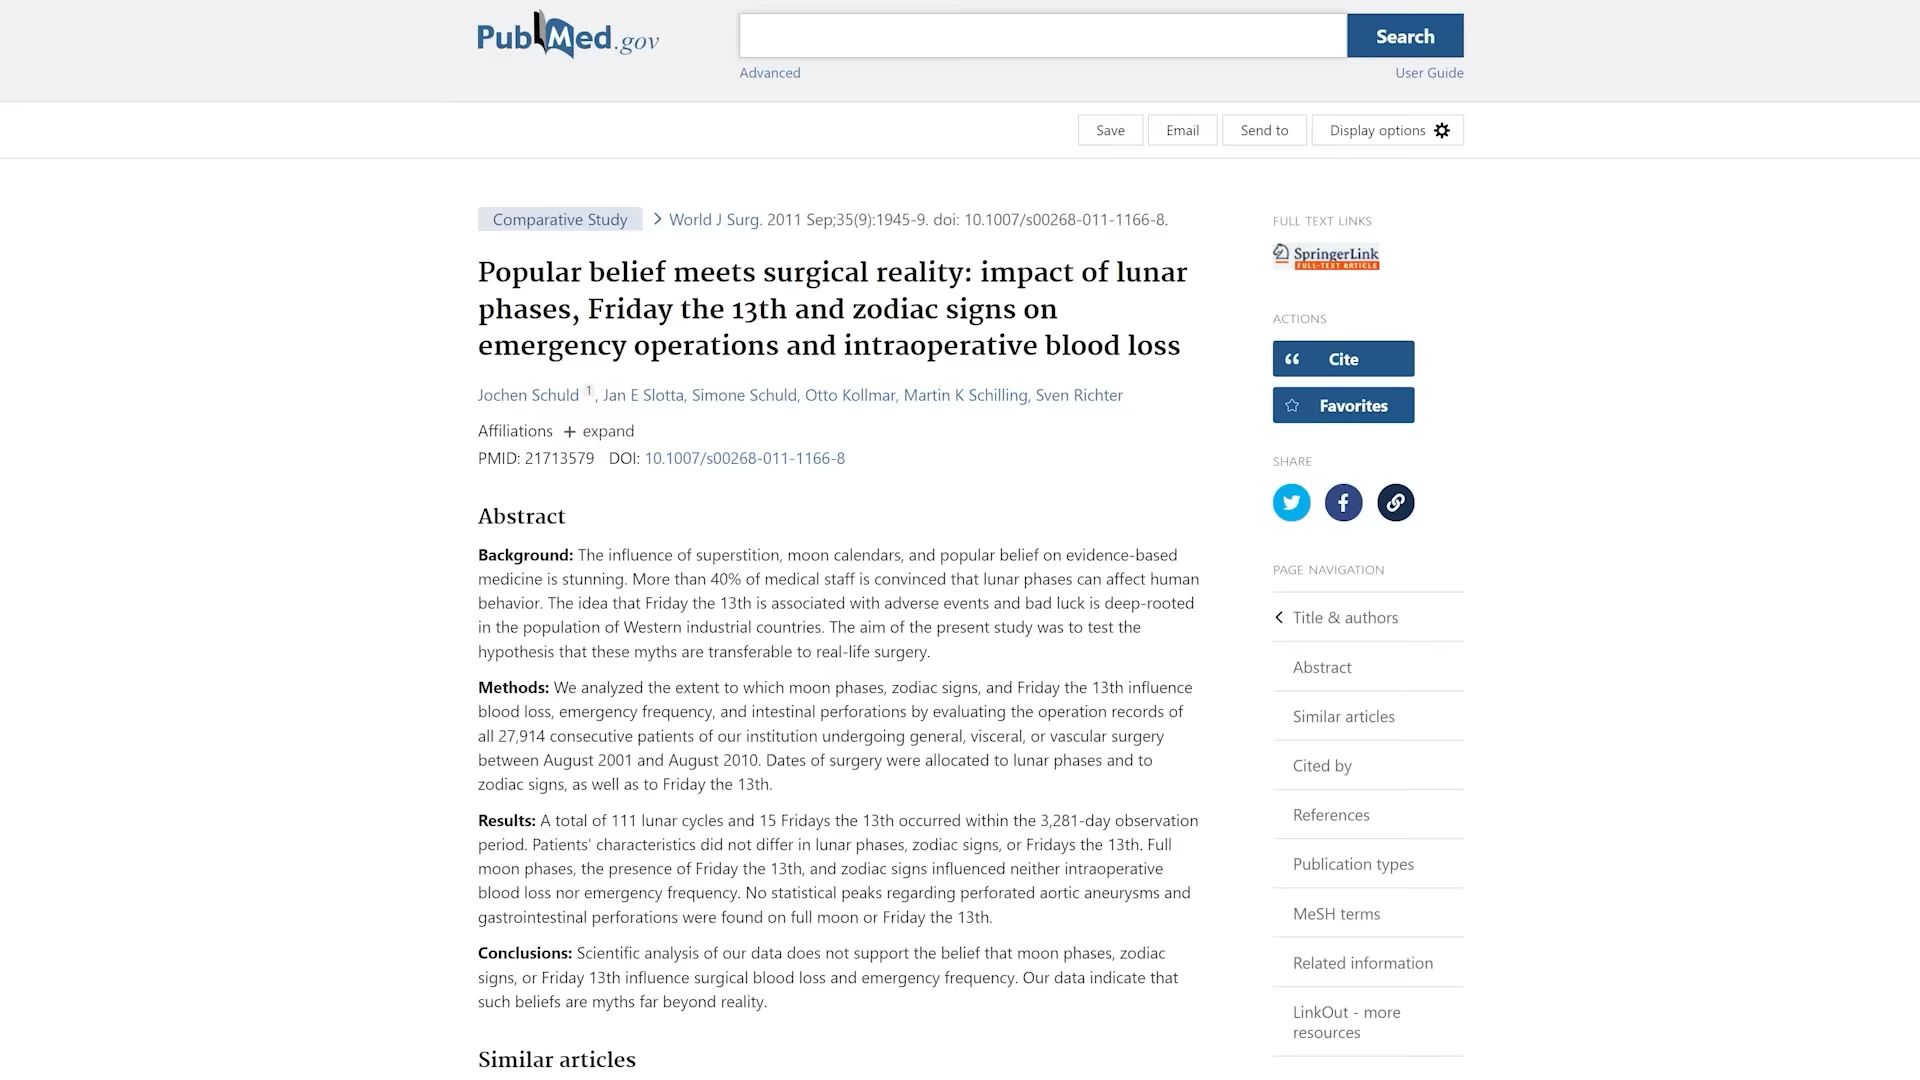 PubMed.gov
Search
Advanced
User Guide
Save
Email
Send to
Display options
Comparative Study
World J Surg. 2011 Sep;35(9):1945-9. doi: 10.1007/s00268-011-1166-8.
Popular belief meets surgical reality: impact of lunar
phases, Friday the 13th and zodiac signs on
emergency operations and intraoperative blood loss
Jochen Schuld 1, Jan E Slotta, Simone Schuld, Otto Kollmar, Martin K Schilling, Sven Richter
Affiliations + expand
PMID: 21713579 DOI: 10.1007/s00268-011-1166-8
Abstract
Background: The influence of superstition, moon calendars, and popular belief on evidence-based
medicine is stunning. More than 40% of medical staff is convinced that lunar phases can affect human
behavior. The idea that Friday the 13th is associated with adverse events and bad luck is deep-rooted
in the population of Western industrial countries. The aim of the present study was to test the
hypothesis that these myths are transferable to real-life surgery.
Methods: We analyzed the extent to which moon phases, zodiac signs, and Friday the 13th influence
blood loss, emergency frequency, and intestinal perforations by evaluating the operation records of
all 27,914 consecutive patients of our institution undergoing general, visceral, or vascular surgery
between August 2001 and August 2010. Dates of surgery were allocated to lunar phases and to
zodiac signs, as well as to Friday the 13th.
Results: A total of 111 lunar cycles and 15 Fridays the 13th occurred within the 3,281-day observation
period. Patients' characteristics did not differ in lunar phases, zodiac signs, or Fridays the 13th. Full
moon phases, the presence of Friday the 13th, and zodiac signs influenced neither intraoperative
blood loss nor emergency frequency. No statistical peaks regarding perforated aortic aneurysms and
gastrointestinal perforations were found on full moon or Friday the 13th.
Conclusions: Scientific analysis of our data does not support the belief that moon phases, zodiac
signs, or Friday 13th influence surgical blood loss and emergency frequency. Our data indicate that
such beliefs are myths far beyond reality.
Similar articles
FULL TEXT LINKS
SpringerLink
FULL-TEXT ARTICLE
ACTIONS
Cite
Favorites
SHARE
PAGE NAVIGATION
Title & authors
Abstract
Similar articles
Cited by
References
Publication types
MeSH terms
Related information
LinkOut - more
resources